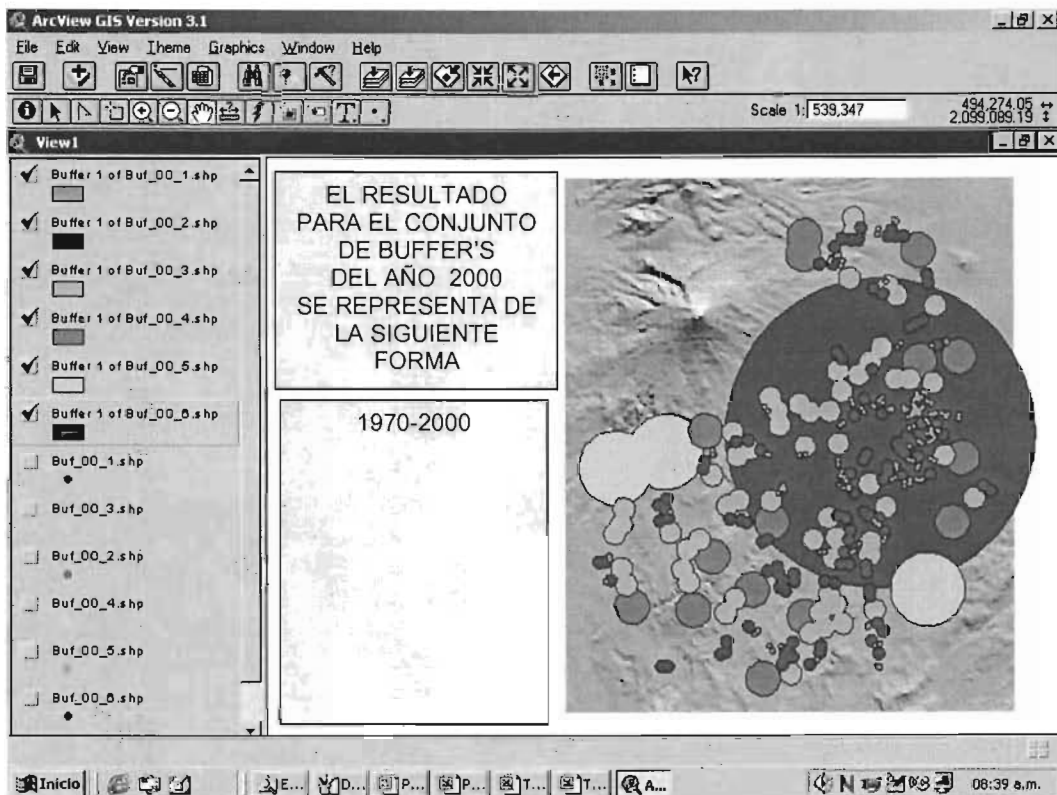 ArcView GIS Version 3.1
File Edit View Theme Graphics Window Help
Scale 1: 539,347
494,274.05
2,099,089.19
View1
Buffer 1 of Buf_00_1.shp
Buffer 1 of Buf_00_2.shp
Buffer 1 of Buf_00_3.shp
Buffer 1 of Buf_00_4.shp
Buffer 1 of Buf_00_5.shp
Buffer 1 of Buf_00_6.shp
Buf_00_1.shp
Buf_00_3.shp
Buf_00_2.shp
Buf_00_4.shp
Buf_00_5.shp
Buf_00_6.shp
EL RESULTADO
PARA EL CONJUNTO
DE BUFFER'S
DEL AÑO 2000
SE REPRESENTA DE
LA SIGUIENTE
FORMA
1970-2000
Inicio
E... D... P... P... T... T... A...
08:39 a.m.